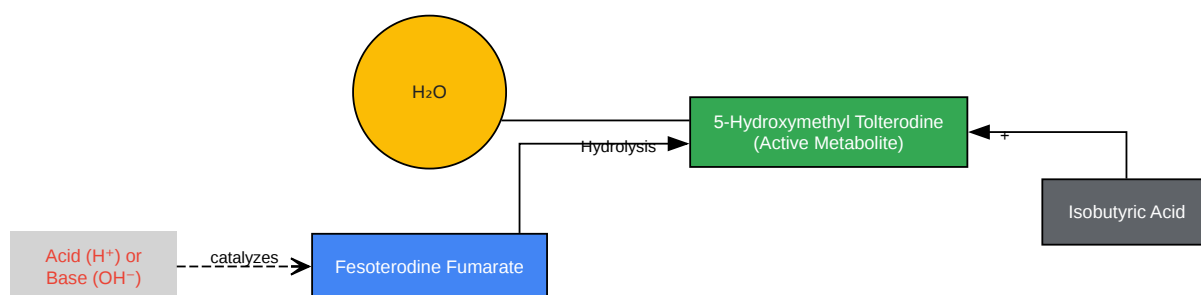 H₂O
5-Hydroxymethyl Tolterodine
(Active Metabolite)
Hydrolysis
+
Isobutyric Acid
Acid (H⁺) or
Base (OH⁻)
catalyzes
Fesoterodine Fumarate